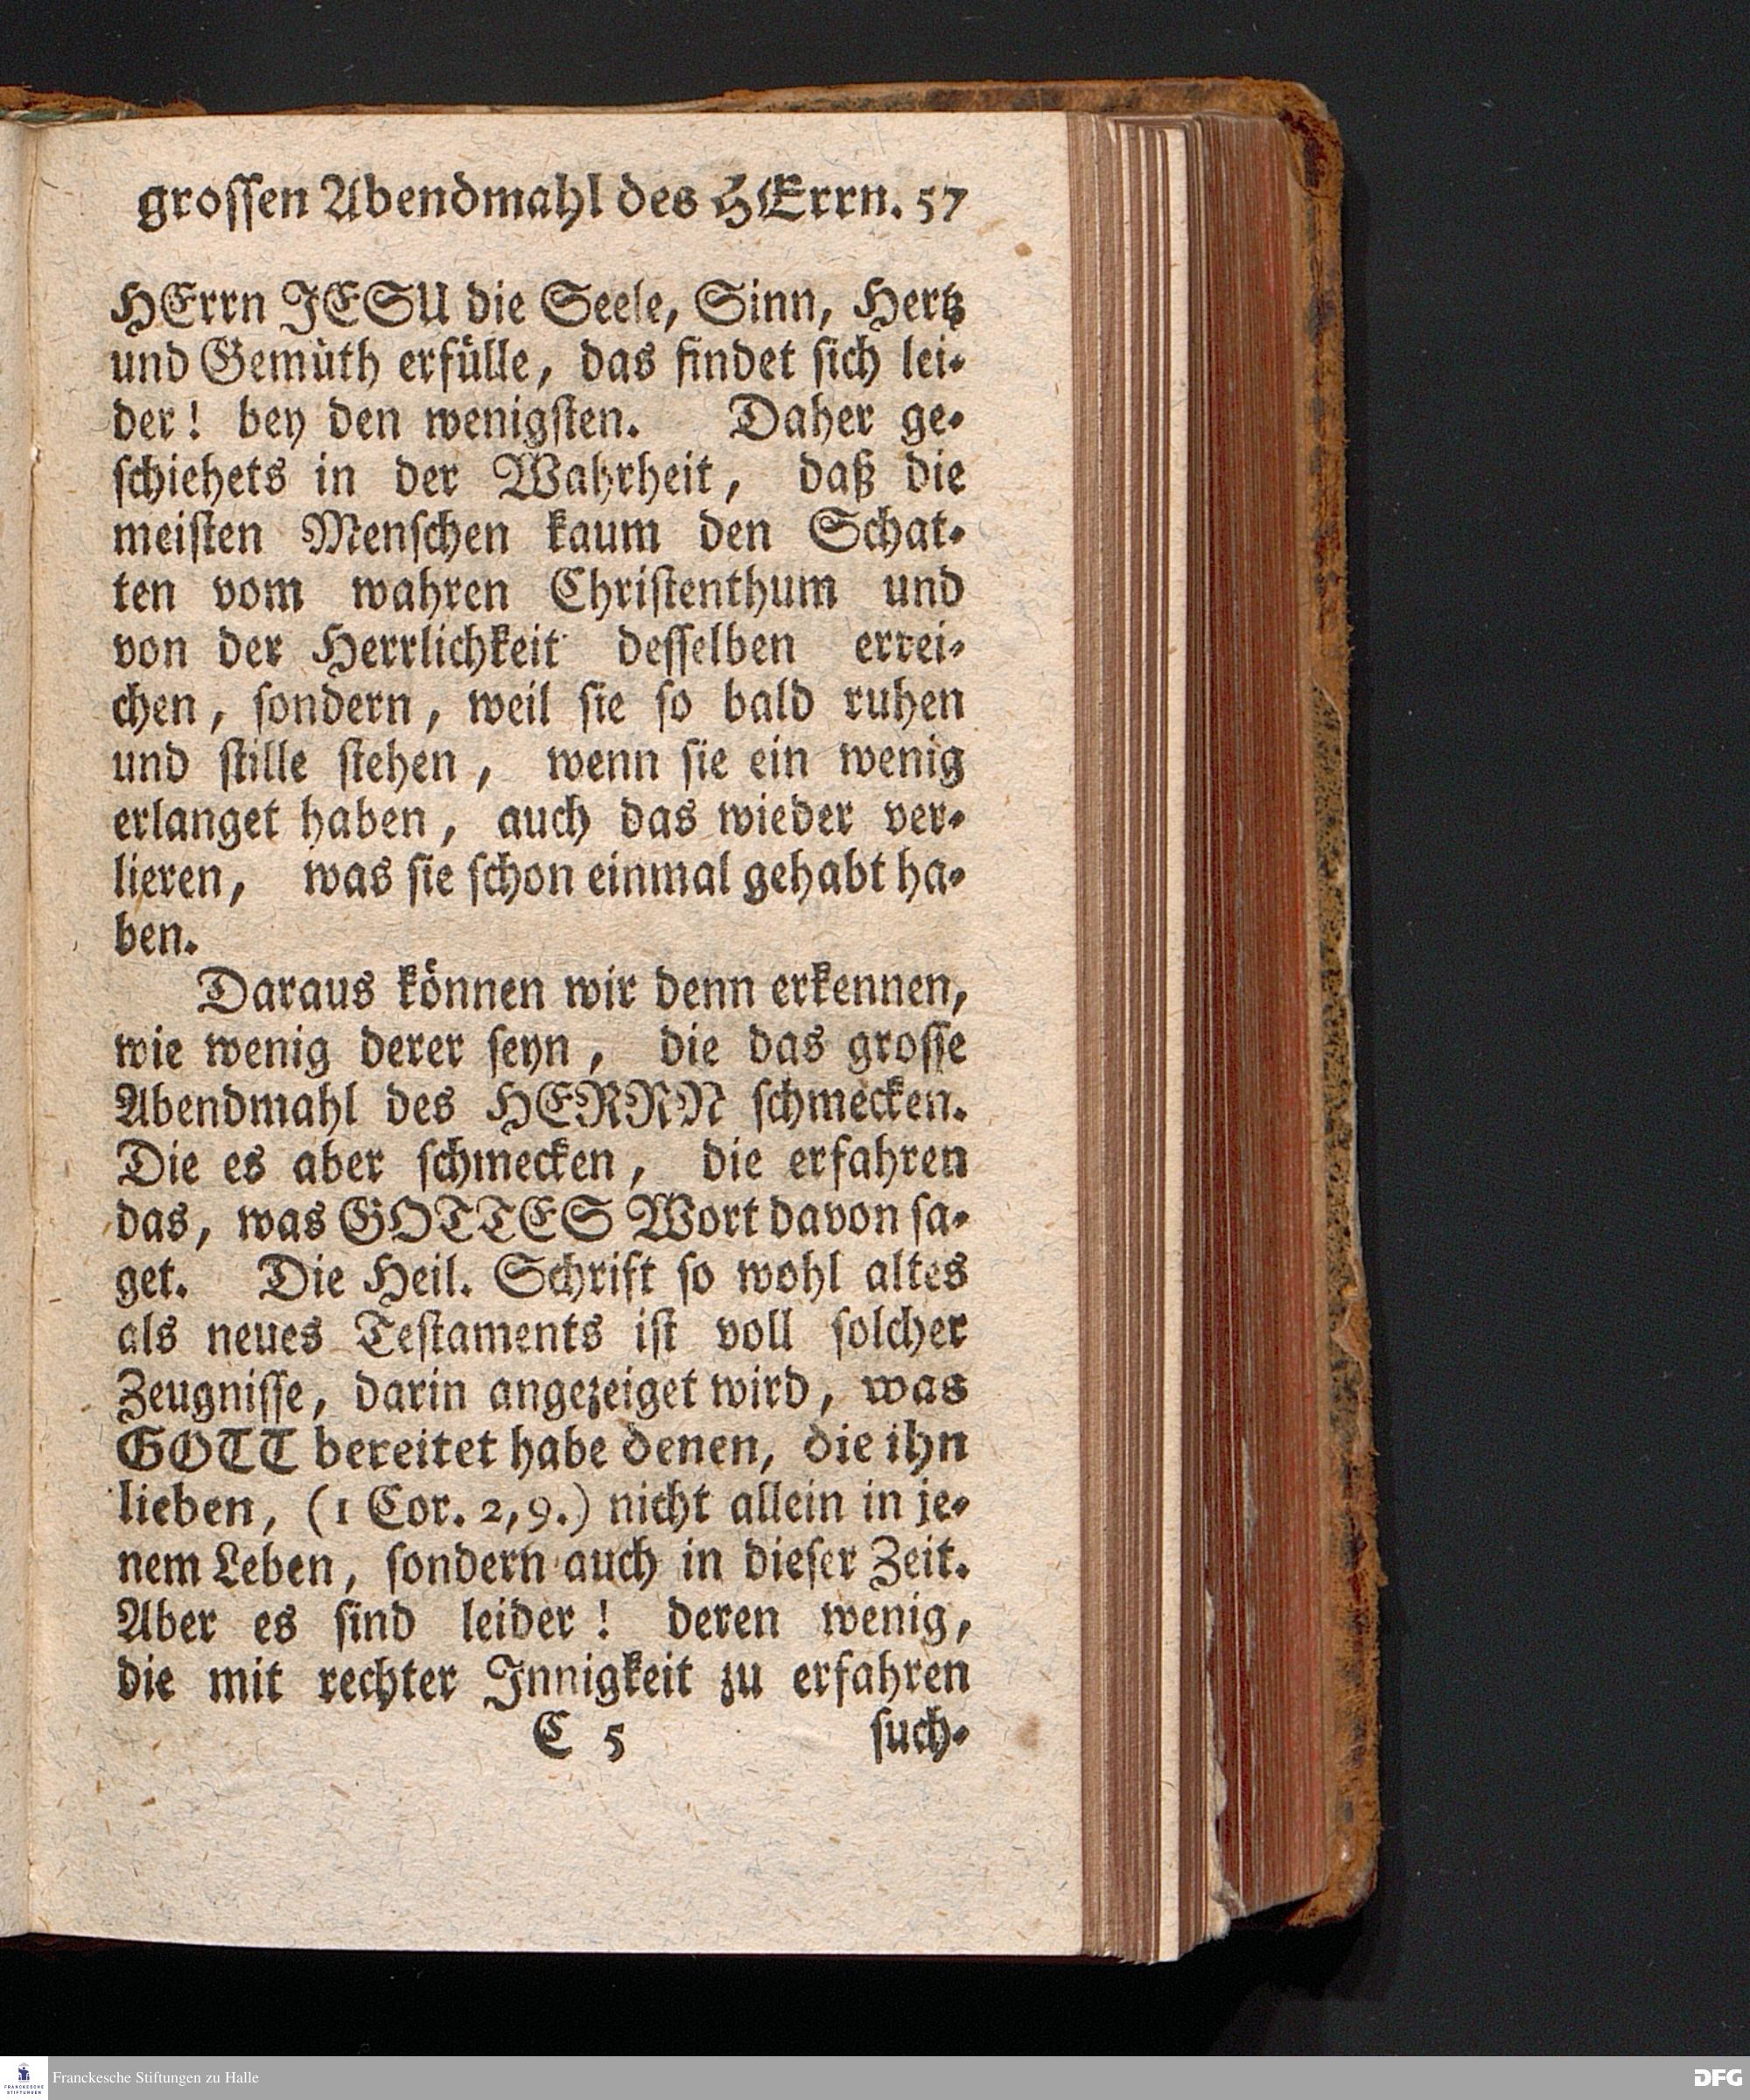 grossen Abendmahl des HErrn. 57
HErrn JESU die Seele, Sinn, Hertz
und Gemüth erfülle, das findet sich lei-
der! bey den wenigsten. Daher ge-
schiehets in der Wahrheit, daß die
meisten Menschen kaum den Schat-
ten vom wahren Christenthum und
von der Herrlichkeit desselben errei-
chen, sondern, weil sie so bald ruhen
und stille stehen, wenn sie ein wenig
erlanget haben, auch das wieder ver-
lieren, was sie schon einmal gehabt ha-
ben.
Daraus können wir denn erkennen,
wie wenig derer seyn, die das grosse
Abendmahl des HERRN schmecken.
Die es aber schmecken, die erfahren
das, was GOTTES Wort davon sa-
get. Die Heil. Schrift so wohl altes
als neues Testaments ist voll solcher
Zeugnisse, darin angezeiget wird, was
GOTT bereitet habe denen, die ihn
lieben, (1 Cor. 2,9.) nicht allein in je-
nem Leben, sondern auch in dieser Zeit.
Aber es sind leider! deren wenig,
die mit rechter Innigkeit zu erfahren
C 5 such-
FRANCKESCHE STIFTUNGEN
Franckesche Stiftungen zu Halle
DFG